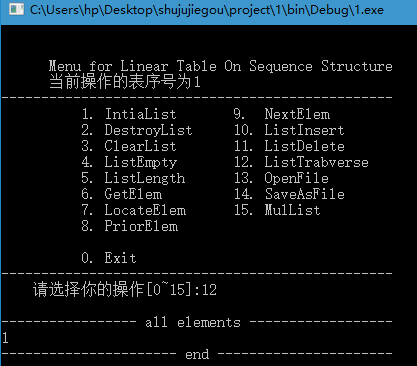 C:\Users\hp\Desktop\shujujiegou\project\1\bin\Debug\1.exe
Menu for Linear Table On Sequence Structure
当前操作的表序号为1
-------------------------------------------------
1. IntiaList 9. NextElem
2. DestroyList 10. ListInsert
3. ClearList 11. ListDelete
4. ListEmpty 12. ListTrabverse
5. ListLength 13. OpenFile
6. GetElem 14. SaveAsFile
7. LocateElem 15. MulList
8. PriorElem
0. Exit
-------------------------------------------------
请选择你的操作[0~15]:12
----------------- all elements ------------------
1
---------------------- end ----------------------